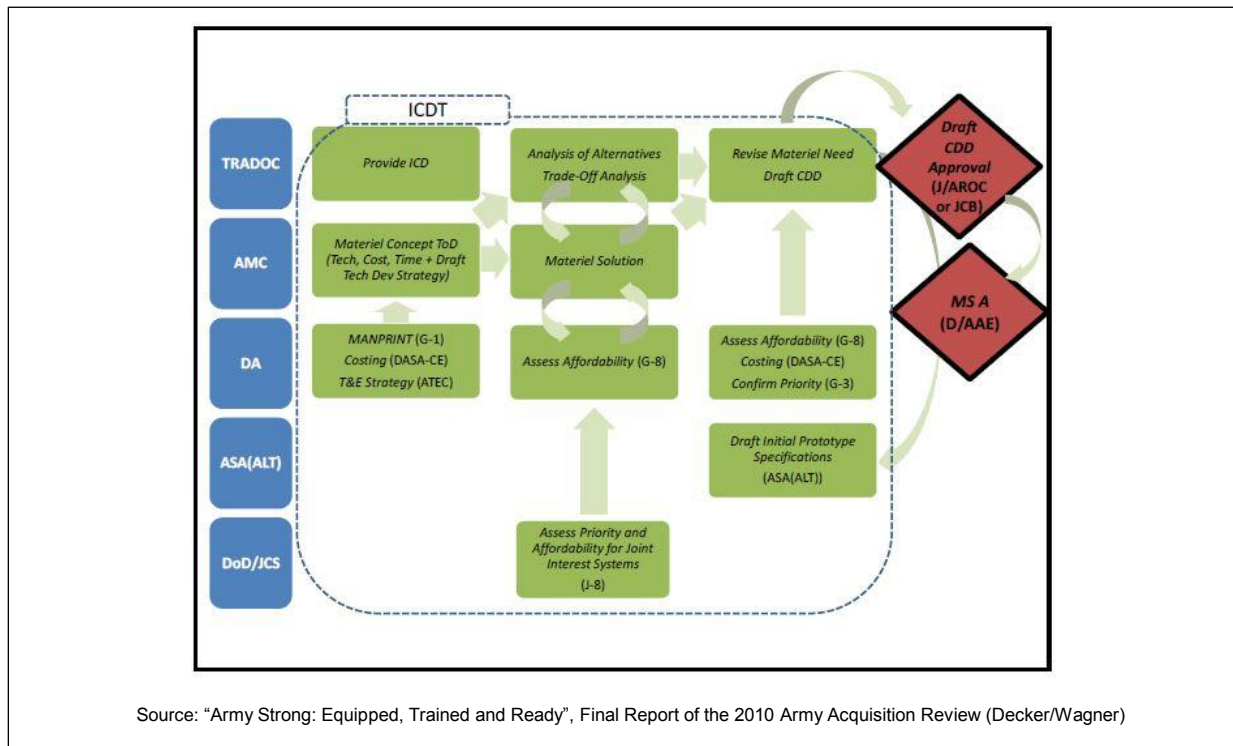 ICDT
TRADOC
Provide ICD
Analysis of Alternatives
Trade-Off Analysis
Revise Materiel Need
Draft CDD
Draft
CDD
Approval
(J/AROC
or JCB)
AMC
Materiel Concept ToD
(Tech, Cost, Time + Draft
Tech Dev Strategy)
Materiel Solution
MS A
(D/AAE)
DA
MANPRINT (G-1)
Costing (DASA-CE)
T&E Strategy (ATEC)
Assess Affordability (G-8)
Assess Affordability (G-8)
Costing (DASA-CE)
Confirm Priority (G-3)
ASA(ALT)
Draft Initial Prototype
Specifications
(ASA(ALT))
DoD/JCS
Assess Priority and
Affordability for Joint
Interest Systems
(J-8)
Source: “Army Strong: Equipped, Trained and Ready”, Final Report of the 2010 Army Acquisition Review (Decker/Wagner)